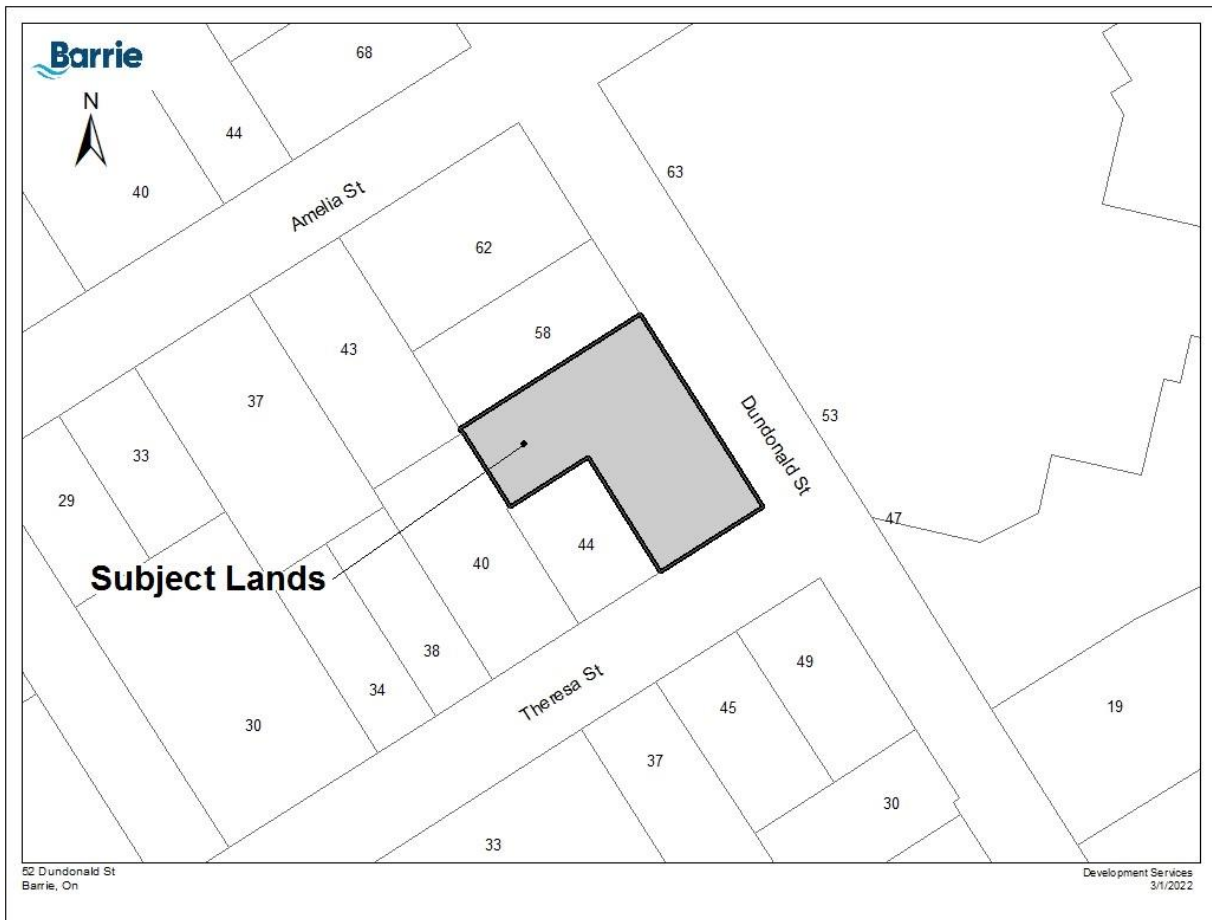 Barrie
N
68
44
40
63
Amelia St
62
58
43
37
33
29
53
Dundonald St
47
Subject Lands
44
40
38
34
30
Theresa St
49
45
37
33
30
19
52 Dundonald St
Barrie, On
Development Services
3/1/2022